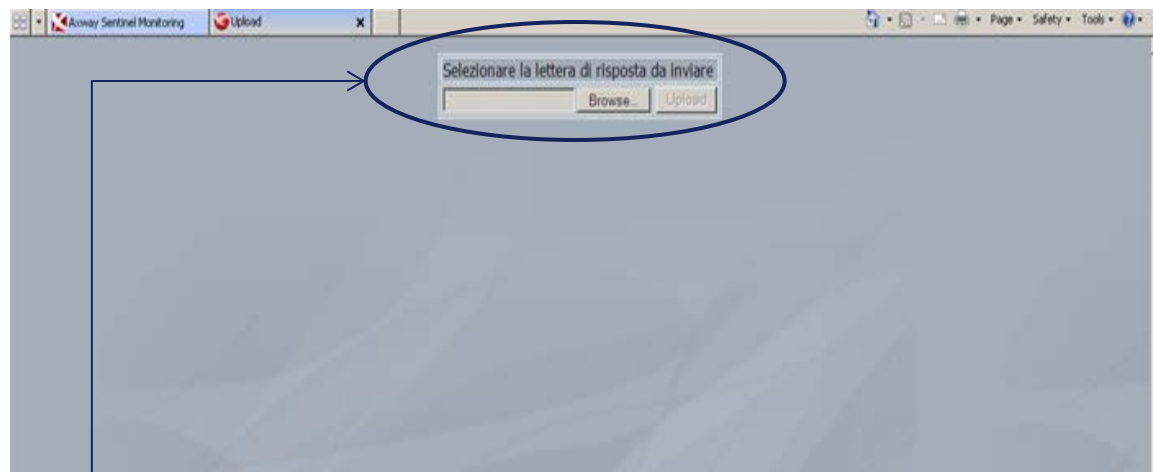 Axway Sentinel Monitoring Upload x Page Safety Tools
Selezionare la lettera di risposta da inviare
Browse... Upload